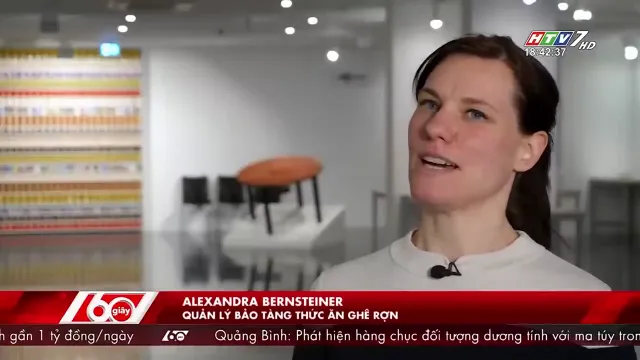 HTV7 HD
18:42:37
ALEXANDRA BERNSTEINER
60 giây
QUẢN LÝ BẢO TÀNG THỨC ĂN GHÊ RỢN
h gần 1 tỷ đồng/ngày HTV Quảng Bình: Phát hiện hàng chục đối tượng dương tính với ma túy tron